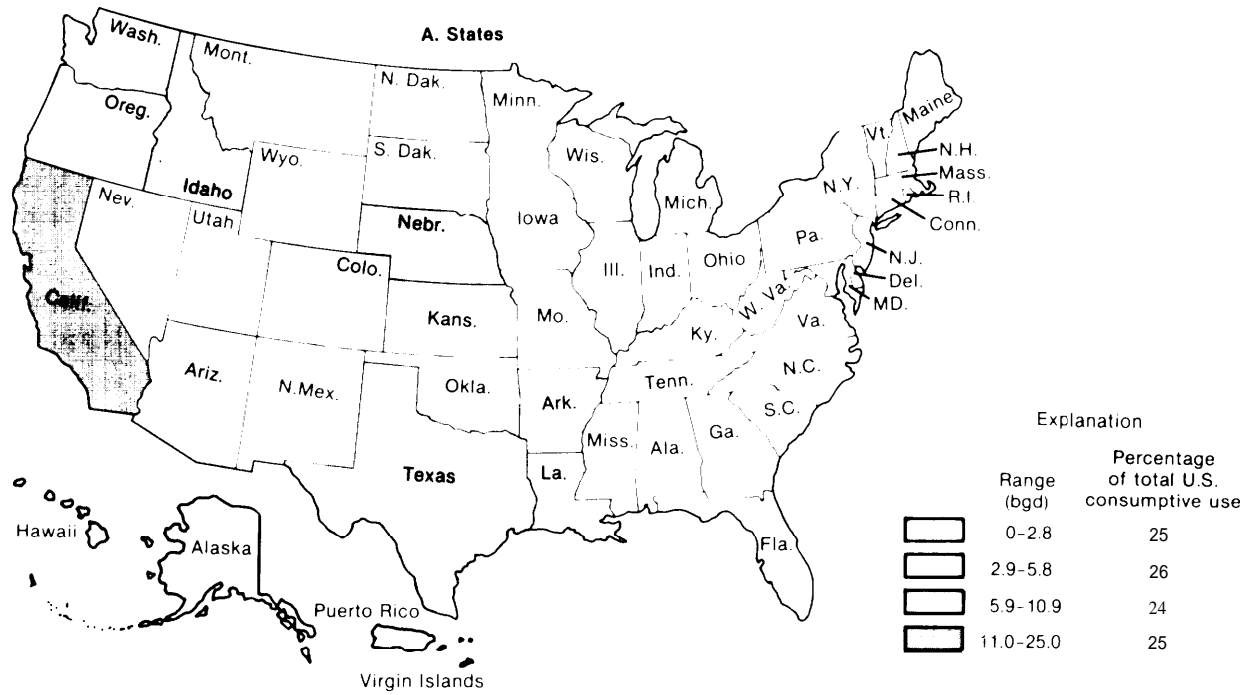 A. States
Wash.
Mont.
N. Dak.
Minn.
Maine
Oreg.
Vt.
N.H.
Wis.
S. Dak.
Wyo.
Mass.
Idaho
N.Y.
R.I.
Nev.
Mich.
Utah
Nebr.
Iowa
Conn.
Pa.
N.J.
Colo.
Ill.
Ind.
Ohio
Del.
Calif.
W. Va.
MD.
Kans.
Mo.
Va.
Ky.
Ariz.
N.C.
N.Mex.
Okla.
Tenn.
Ark.
S.C.
Miss.
Ala.
Ga.
Texas
La.
Hawaii
Alaska
Fla.
Puerto Rico
Virgin Islands
Explanation
Range
(bgd)
Percentage
of total U.S.
consumptive use
0-2.8 25
2.9-5.8 26
5.9-10.9 24
11.0-25.0 25